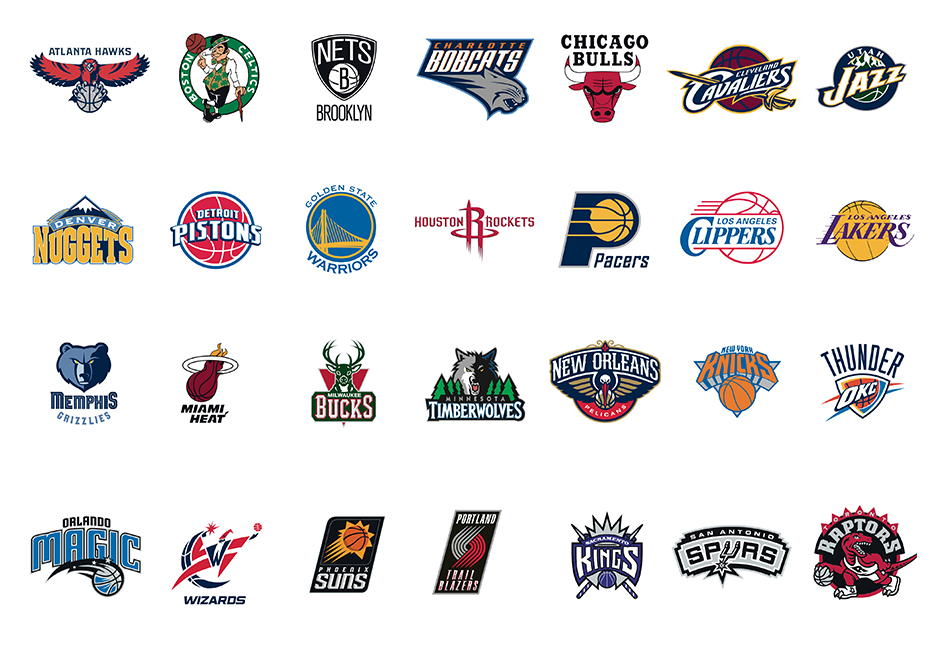 ATLANTA HAWKS
BOSTON CELTICS
NETS
B
BROOKLYN
CHARLOTTE
BOBCATS
CHICAGO
BULLS
CLEVELAND
CAVALIERS
UTAH
JAZZ
DENVER
NUGGETS
DETROIT
PISTONS
GOLDEN STATE
WARRIORS
HOUSTON R ROCKETS
P
Pacers
LOS ANGELES
CLIPPERS
LOS ANGELES
LAKERS
MEMPHIS
GRIZZLIES
MIAMI
HEAT
MILWAUKEE
BUCKS
MINNESOTA
TIMBERWOLVES
NEW ORLEANS
PELICANS
NEW YORK
KNICKS
THUNDER
OKC
ORLANDO
MAGIC
W
WIZARDS
PHOENIX
SUNS
PORTLAND
TRAIL
BLAZERS
SACRAMENTO
KINGS
SAN ANTONIO
SPURS
TORONTO
RAPTORS